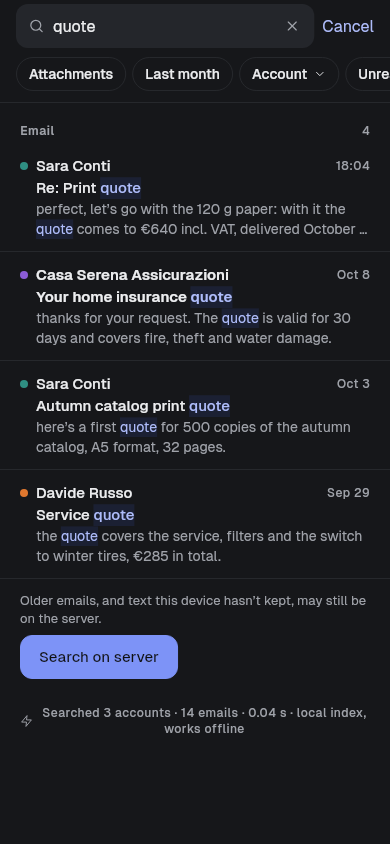 quote
Cancel
Attachments
Last month
Account
Unre
Email
4
Sara Conti
18:04
Re: Print quote
perfect, let's go with the 120 g paper: with it the
quote comes to €640 incl. VAT, delivered October ...
Casa Serena Assicurazioni
Oct 8
Your home insurance quote
thanks for your request. The quote is valid for 30
days and covers fire, theft and water damage.
Sara Conti
Oct 3
Autumn catalog print quote
here's a first quote for 500 copies of the autumn
catalog, A5 format, 32 pages.
Davide Russo
Sep 29
Service quote
the quote covers the service, filters and the switch
to winter tires, €285 in total.
Older emails, and text this device hasn't kept, may still be
on the server.
Search on server
Searched 3 accounts · 14 emails · 0.04 s · local index,
works offline